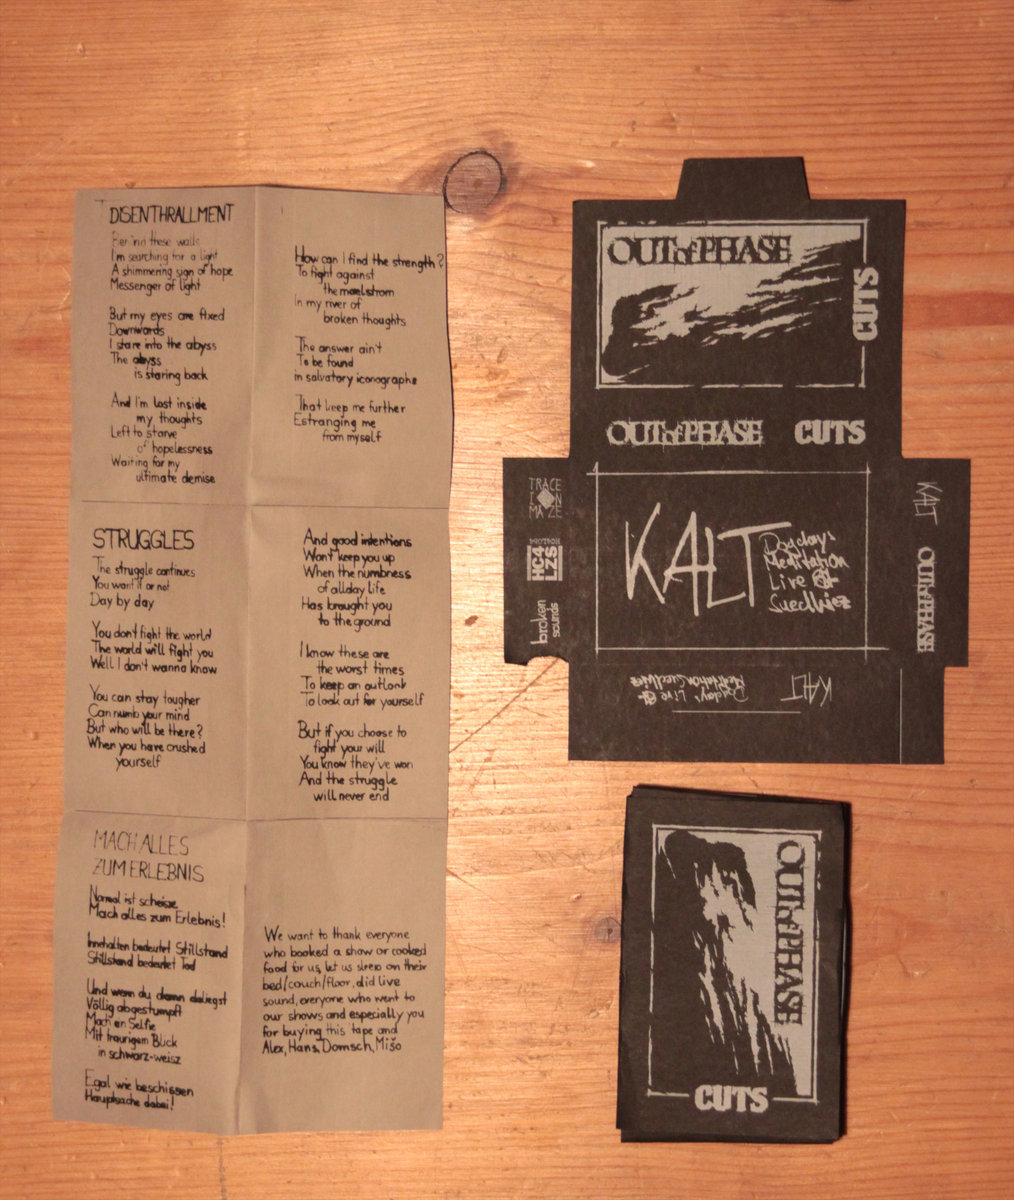 DISENTHRALLMENT
these walls
I'm searching for a light
A shimmering sign of hope
Messenger of light
But my eyes are fixed
Downwards
I stare into the abyss
The abyss
is staring back
And I'm lost inside
my thoughts
Left to starve
of hopelessness
Waiting for my
ultimate demise
How can I find the strength?
To fight against
the maelstrom
In my river of
broken thoughts
The answer ain't
To be found
in salvatory iconographs
That keep me further
Estranging me
from myself
STRUGGLES
The struggle continues
You want it or not
Day by day
You don't fight the world
The world will fight you
Well I don't wanna know
You can stay tougher
Can numb your mind
But who will be there?
When you have crushed
yourself
And good intentions
Won't keep you up
When the numbness
of allday life
Has brought you
to the ground
I know these are
the worst times
To keep an outlook
To look out for yourself
But if you choose to
fight your will
You know they've won
And the struggle
will never end
MACH ALLES
ZUM ERLEBNIS
Normal ist scheisze
Mach alles zum Erlebnis!
Innehalten bedeutet Stillstand
Stillstand bedeutet Tod
Und wenn du dann daliegst
Völlig abgestumpft
Mach en Selfie
Mit traurigem Blick
in schwarz-weisz
Egal wie beschissen
Hauptsache dabei!
We want to thank everyone
who booked a show or cooked
food for us, let us sleep on their
bed/couch/floor, did live
sound, everyone who went to
our shows and especially you
for buying this tape and
Alex, Hans, Domsch, Mišo
OUT of PHASE
CUTS
OUT of PHASE CUTS
TRACE
I N
MAZE
HC4
LZS
broken
sounds
KALT
Dogday's
Meditation
Live @
Suedwiez
KALT
OUT of PHASE
KALT
Dogday's Live @
Meditation Suedwiez
OUT of PHASE
CUTS